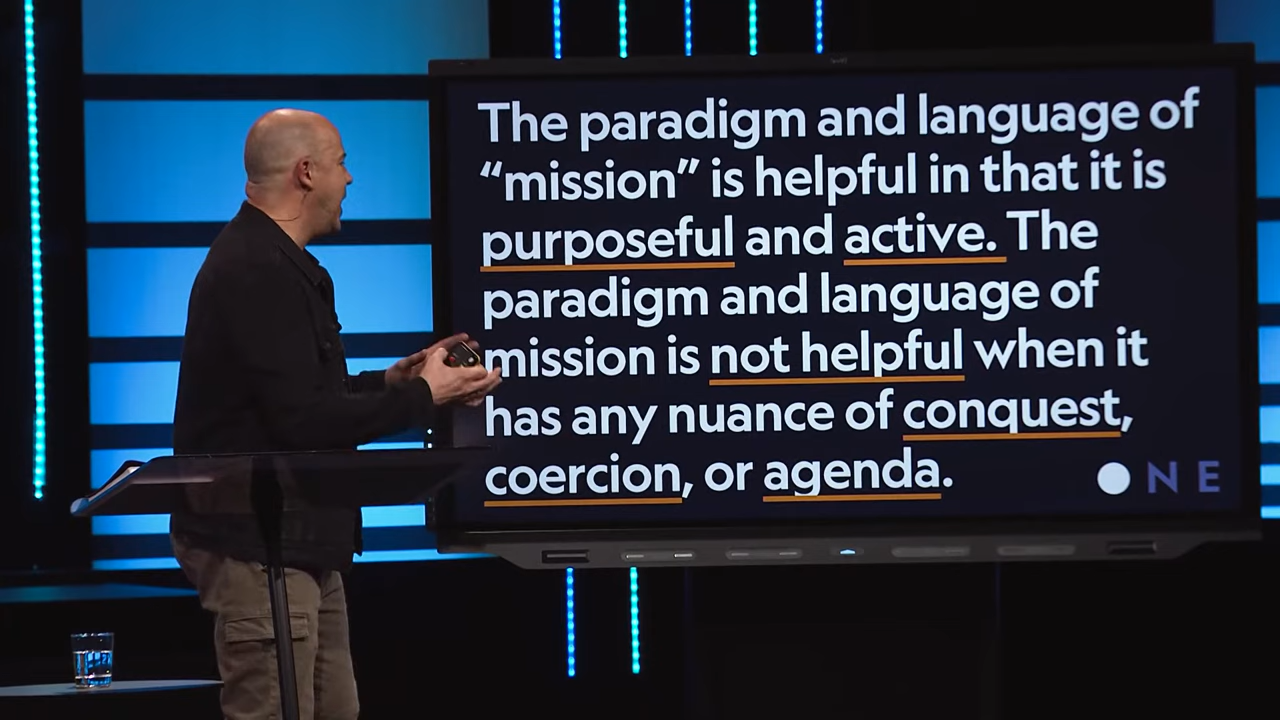 The paradigm and language of
“mission” is helpful in that it is
purposeful and active. The
paradigm and language of
mission is not helpful when it
has any nuance of conquest,
coercion, or agenda.
ONE